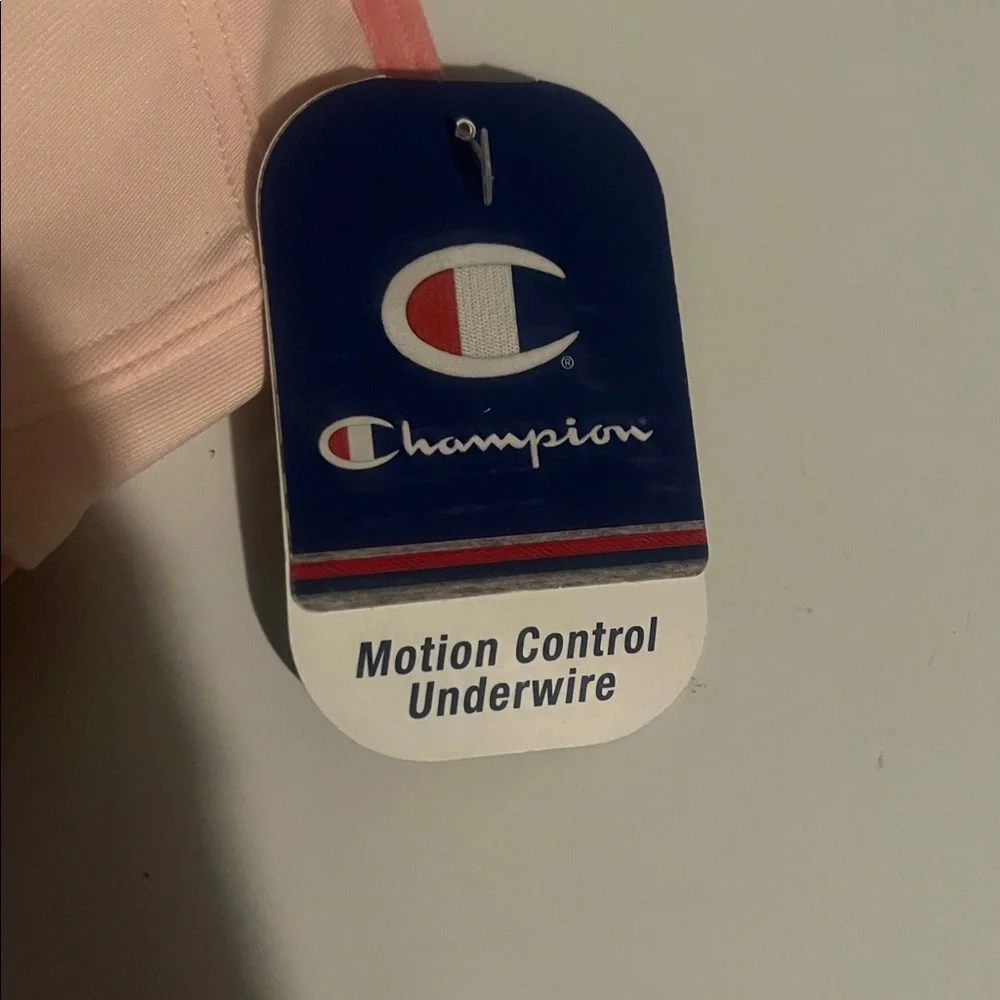 ®
Champion
Motion Control
Underwire